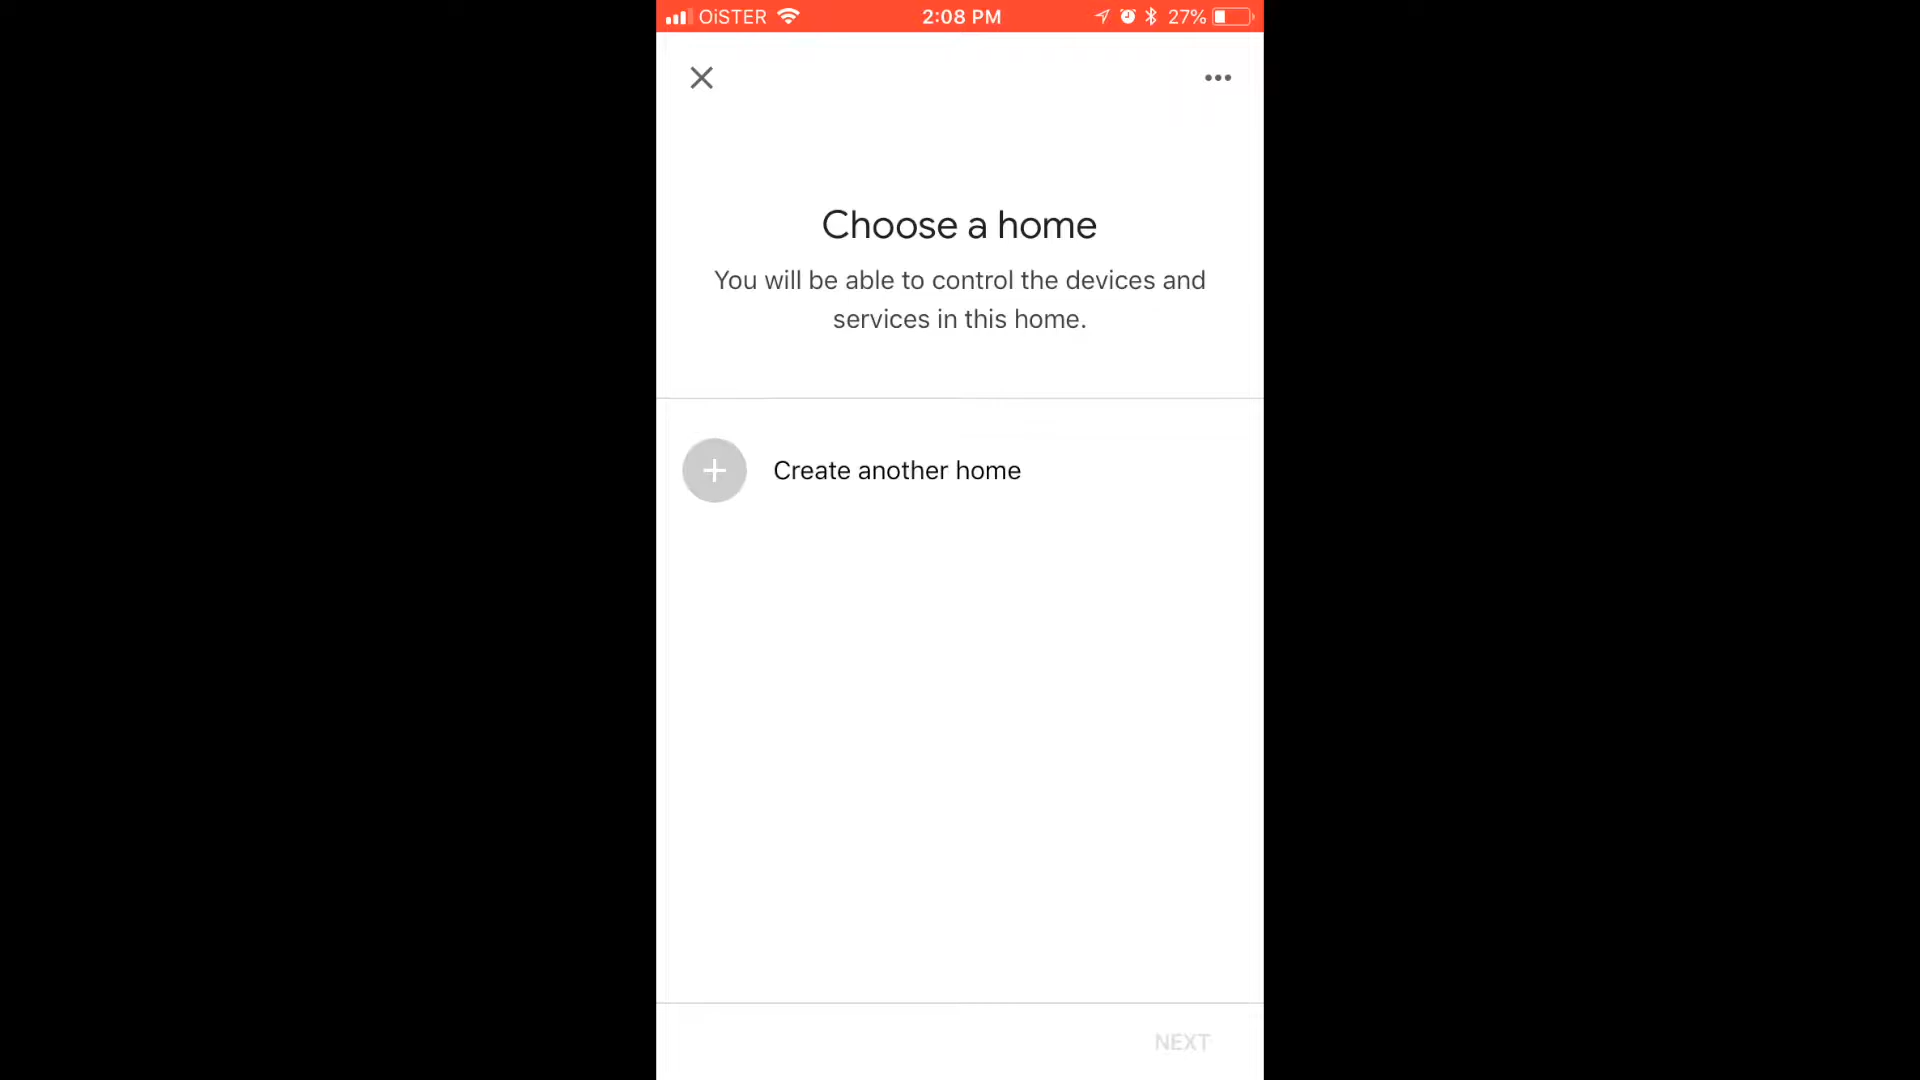 OiSTER 2:08 PM 27%
Choose a home
You will be able to control the devices and
services in this home.
Create another home
NEXT